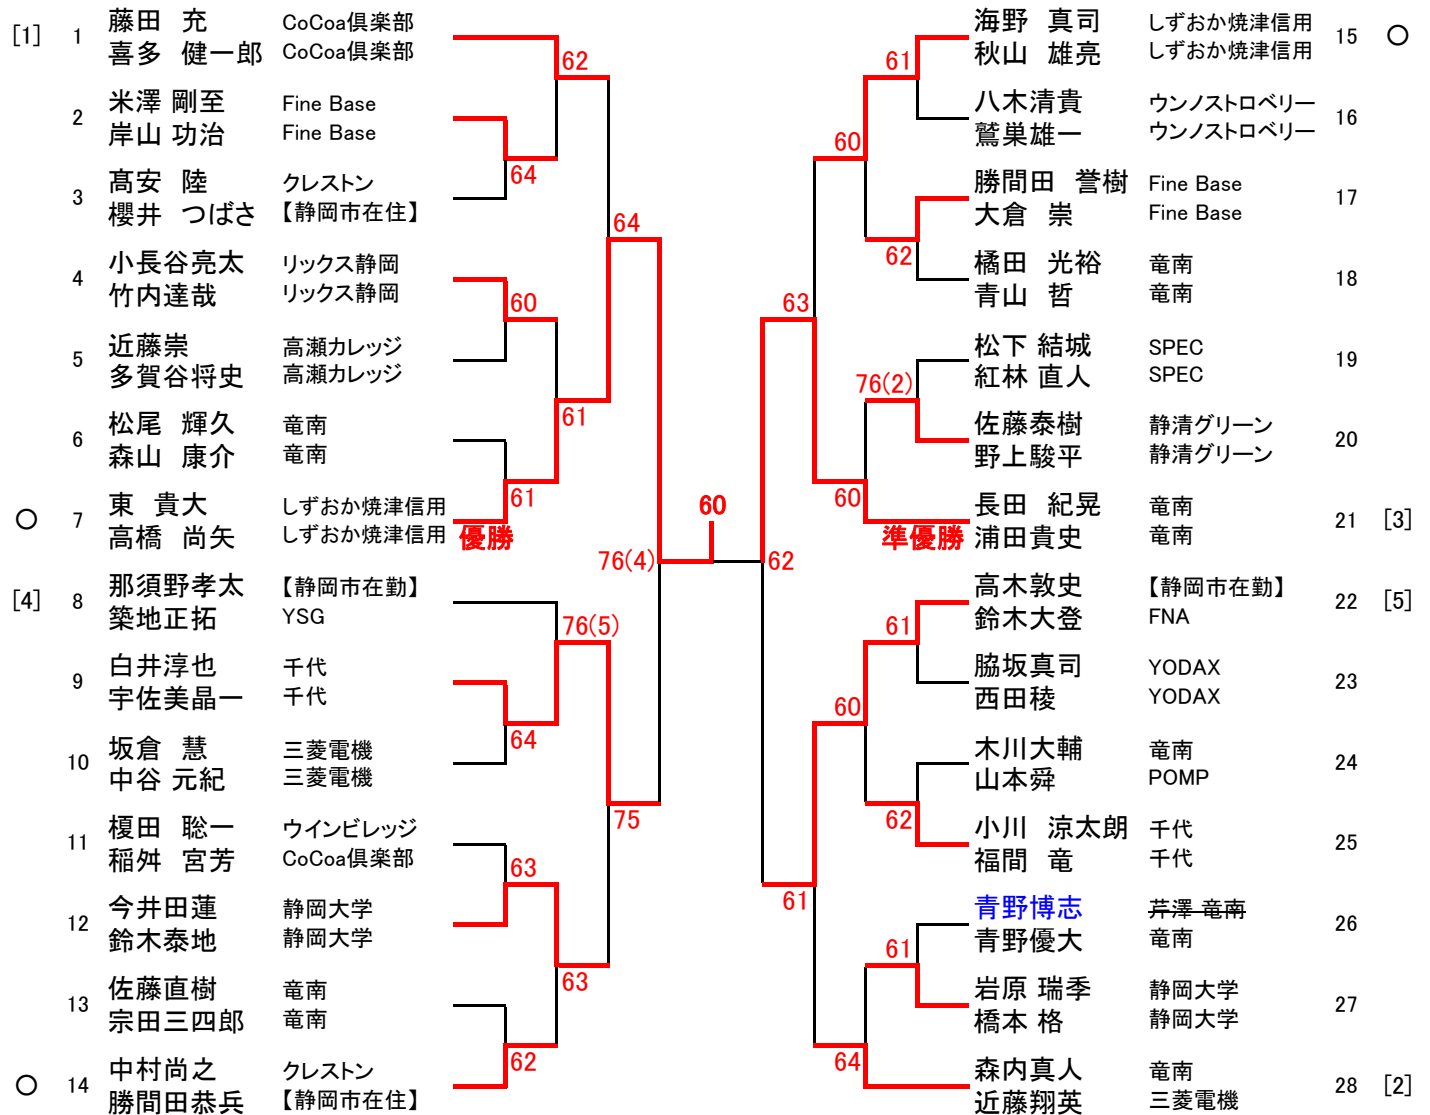 [1] 1 藤田 充 CoCoa倶楽部
喜多 健一郎 CoCoa倶楽部
62
2 米澤 剛至 Fine Base
岸山 功治 Fine Base
64
3 髙安 陸 クレストン
櫻井 つばさ 【静岡市在住】
64
4 小長谷亮太 リックス静岡
竹内達哉 リックス静岡
60
5 近藤崇 高瀬カレッジ
多賀谷将史 高瀬カレッジ
61
6 松尾 輝久 竜南
森山 康介 竜南
61
○ 7 東 貴大 しずおか焼津信用
高橋 尚矢 しずおか焼津信用 優勝
60
76(4)
[4] 8 那須野孝太 【静岡市在勤】
築地正拓 YSG
76(5)
9 白井淳也 千代
宇佐美晶一 千代
64
10 坂倉 慧 三菱電機
中谷 元紀 三菱電機
75
11 榎田 聡一 ウインビレッジ
稲舛 宮芳 CoCoa倶楽部
63
12 今井田蓮 静岡大学
鈴木泰地 静岡大学
63
13 佐藤直樹 竜南
宗田三四郎 竜南
62
○ 14 中村尚之 クレストン
勝間田恭兵 【静岡市在住】
海野 真司 しずおか焼津信用 15 ○
秋山 雄亮 しずおか焼津信用
61
八木清貴 ウンノストロベリー 16
鷲巣雄一 ウンノストロベリー
60
勝間田 誉樹 Fine Base 17
大倉 崇 Fine Base
62
橘田 光裕 竜南 18
青山 哲 竜南
63
松下 結城 SPEC 19
紅林 直人 SPEC
76(2)
佐藤泰樹 静清グリーン 20
野上駿平 静清グリーン
60
長田 紀晃 竜南 21 [3]
準優勝 浦田貴史 竜南
62
高木敦史 【静岡市在勤】 22 [5]
鈴木大登 FNA
61
脇坂真司 YODAX 23
西田稜 YODAX
60
木川大輔 竜南 24
山本舜 POMP
62
小川 涼太朗 千代 25
福間 竜 千代
61
青野博志 芹澤 竜南 26
青野優大 竜南
61
岩原 瑞季 静岡大学 27
橋本 格 静岡大学
64
森内真人 竜南 28 [2]
近藤翔英 三菱電機